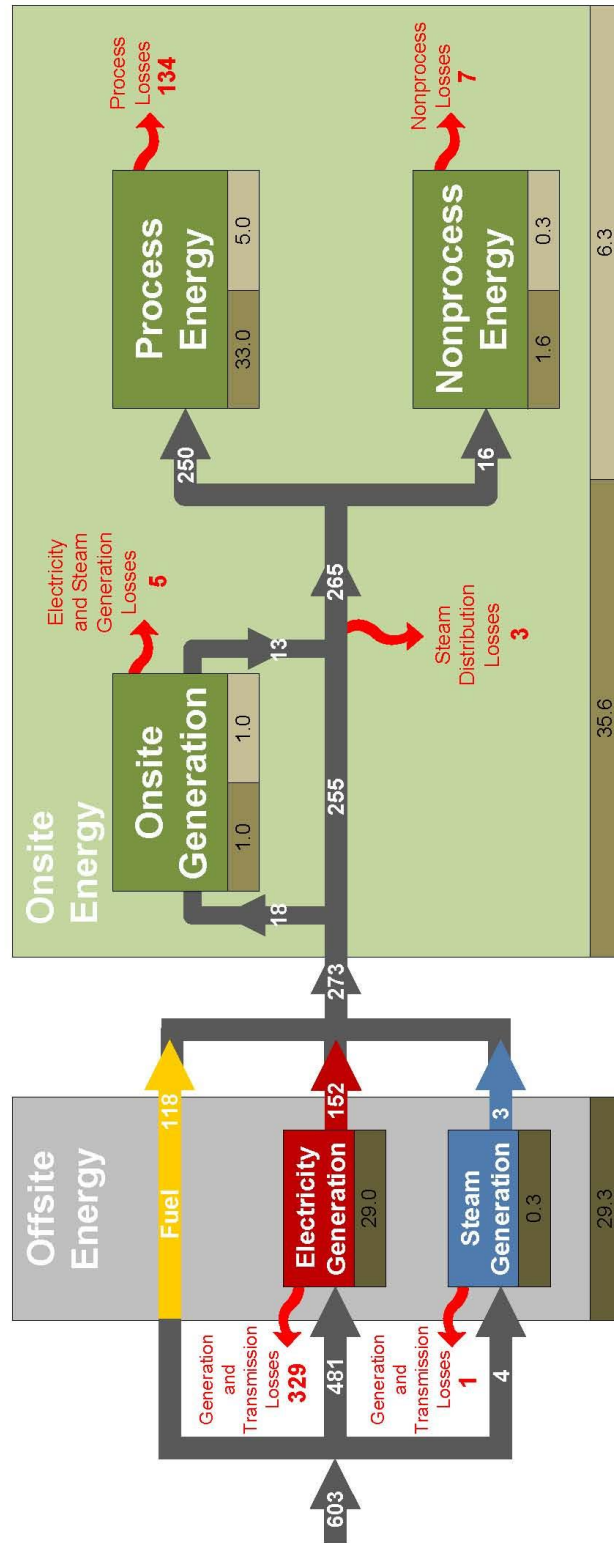 Offsite
Energy
Onsite
Energy
603
Fuel
118
Generation
and
Transmission
Losses
329
481
Electricity
Generation
29.0
152
Generation
and
Transmission
Losses
1
4
Steam
Generation
0.3
3
29.3
273
18
Onsite
Generation
1.0
1.0
Electricity
and Steam
Generation
Losses
5
13
255
265
Steam
Distribution
Losses
3
250
Process
Energy
33.0
5.0
Process
Losses
134
16
Nonprocess
Energy
1.6
0.3
Nonprocess
Losses
7
35.6
6.3